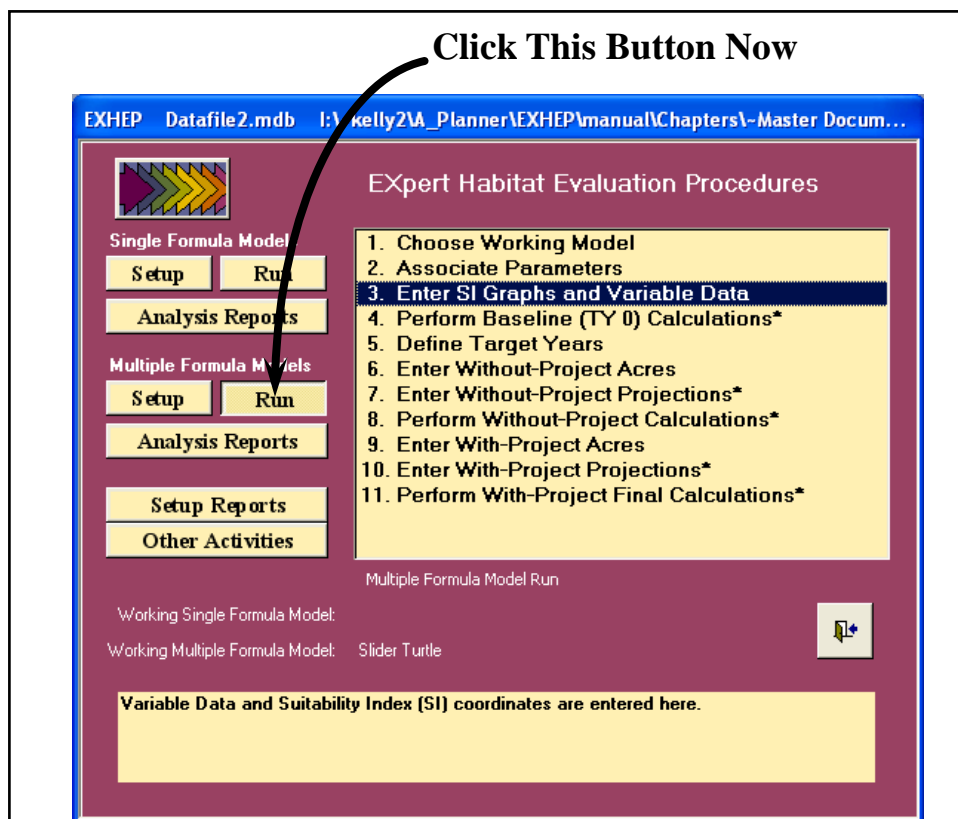 Click This Button Now
EXHEP Datafile2.mdb I:\ kelly2\A_Planner\EXHEP\manual\Chapters\~Master Docum...
EXpert Habitat Evaluation Procedures
Single Formula Model
Setup Run
Analysis Reports
Multiple Formula Models
Setup Run
Analysis Reports
Setup Reports
Other Activities
1. Choose Working Model
2. Associate Parameters
3. Enter SI Graphs and Variable Data
4. Perform Baseline (TY 0) Calculations*
5. Define Target Years
6. Enter Without-Project Acres
7. Enter Without-Project Projections*
8. Perform Without-Project Calculations*
9. Enter With-Project Acres
10. Enter With-Project Projections*
11. Perform With-Project Final Calculations*
Multiple Formula Model Run
Working Single Formula Model:
Working Multiple Formula Model: Slider Turtle
Variable Data and Suitability Index (SI) coordinates are entered here.